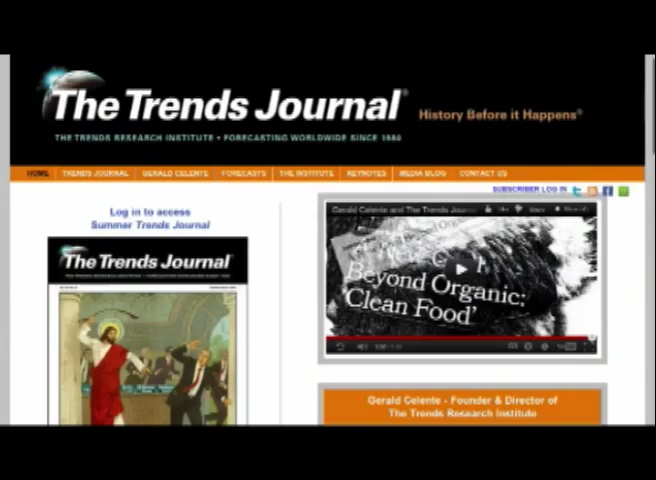 The Trends Journal®
History Before it Happens®
THE TRENDS RESEARCH INSTITUTE • FORECASTING WORLDWIDE SINCE 1980
HOME TRENDS JOURNAL GERALD CELENTE FORECASTS THE INSTITUTE KEYNOTES MEDIA BLOG CONTACT US
SUBSCRIBER LOG IN
Log in to access
Summer Trends Journal
The Trends Journal
Gerald Celente and The Trends Journ
Share
Beyond Organic:
'Clean Food'
Gerald Celente - Founder & Director of
The Trends Research Institute